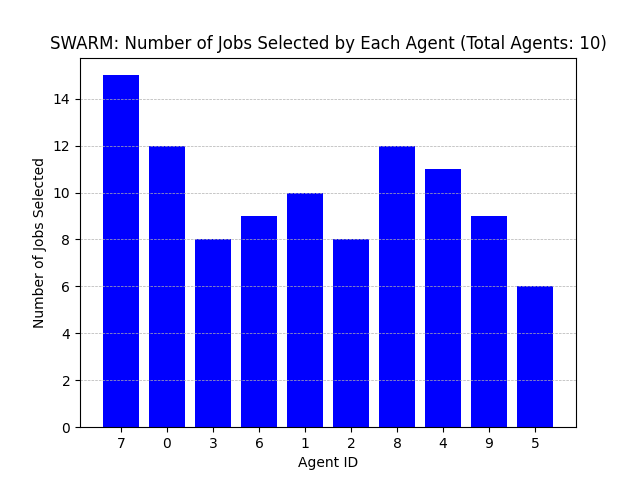 SWARM: Number of Jobs Selected by Each Agent (Total Agents: 10)
Number of Jobs Selected
14
12
10
8
6
4
2
0
7 0 3 6 1 2 8 4 9 5
Agent ID